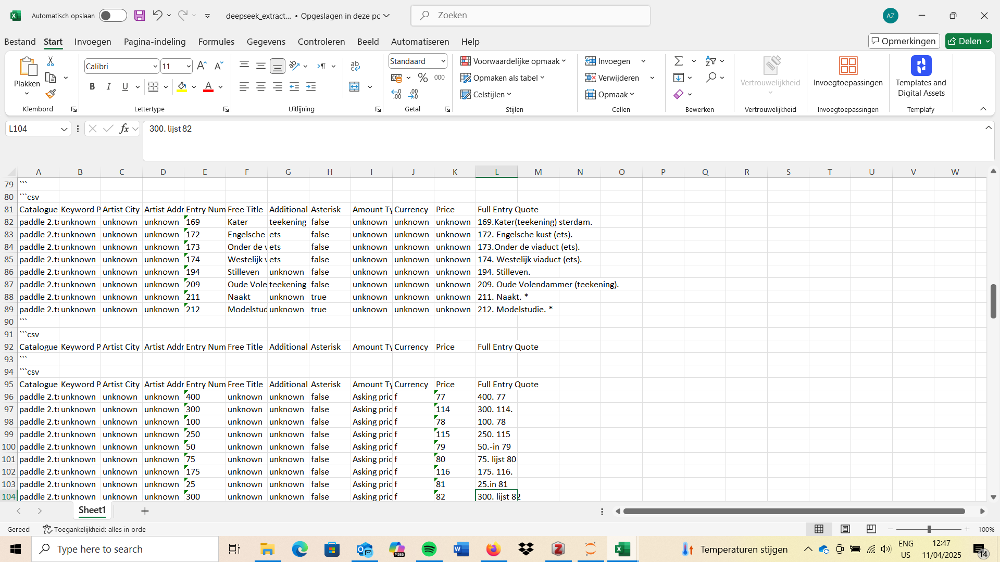 Automatisch opslaan
deepseek_extract... • Opgeslagen in deze pc
Zoeken
AZ
Bestand Start Invoegen Pagina-indeling Formules Gegevens Controleren Beeld Automatiseren Help
Opmerkingen Delen
Plakken
Klembord
Calibri 11
B I U
Lettertype
Uitlijning
Standaard
% 000
Getal
Voorwaardelijke opmaak
Opmaken als tabel
Celstijlen
Stijlen
Invoegen
Verwijderen
Opmaak
Cellen
Bewerken
Vertrouwelijkheid
Vertrouwelijkheid
Invoegtoepassingen
Invoegtoepassingen
Templates and
Digital Assets
Templafy
L104 fx 300. lijst 82
A B C D E F G H I J K L M N O P Q R S T U V W
79 ```
80 ```csv
81 Catalogue Keyword P Artist City Artist Addr Entry Num Free Title Additional Asterisk Amount Ty Currency Price Full Entry Quote
82 paddle 2.tx unknown unknown unknown 169 Kater teekening false unknown unknown unknown 169.Kater(teekening) sterdam.
83 paddle 2.tx unknown unknown unknown 172 Engelsche ets false unknown unknown unknown 172. Engelsche kust (ets).
84 paddle 2.tx unknown unknown unknown 173 Onder de v ets false unknown unknown unknown 173.Onder de viaduct (ets).
85 paddle 2.tx unknown unknown unknown 174 Westelijk v ets false unknown unknown unknown 174. Westelijk viaduct (ets).
86 paddle 2.tx unknown unknown unknown 194 Stilleven unknown false unknown unknown unknown 194. Stilleven.
87 paddle 2.tx unknown unknown unknown 209 Oude Vole teekening false unknown unknown unknown 209. Oude Volendammer (teekening).
88 paddle 2.tx unknown unknown unknown 211 Naakt unknown true unknown unknown unknown 211. Naakt. *
89 paddle 2.tx unknown unknown unknown 212 Modelstud unknown true unknown unknown unknown 212. Modelstudie. *
90 ```
91 ```csv
92 Catalogue Keyword P Artist City Artist Addr Entry Num Free Title Additional Asterisk Amount Ty Currency Price Full Entry Quote
93 ```
94 ```csv
95 Catalogue Keyword P Artist City Artist Addr Entry Num Free Title Additional Asterisk Amount Ty Currency Price Full Entry Quote
96 paddle 2.tx unknown unknown unknown 400 unknown unknown false Asking pric f 77 400. 77
97 paddle 2.tx unknown unknown unknown 300 unknown unknown false Asking pric f 114 300. 114.
98 paddle 2.tx unknown unknown unknown 100 unknown unknown false Asking pric f 78 100. 78
99 paddle 2.tx unknown unknown unknown 250 unknown unknown false Asking pric f 115 250. 115
100 paddle 2.tx unknown unknown unknown 50 unknown unknown false Asking pric f 79 50.-in 79
101 paddle 2.tx unknown unknown unknown 75 unknown unknown false Asking pric f 80 75. lijst 80
102 paddle 2.tx unknown unknown unknown 175 unknown unknown false Asking pric f 116 175. 116.
103 paddle 2.tx unknown unknown unknown 25 unknown unknown false Asking pric f 81 25.in 81
104 paddle 2.tx unknown unknown unknown 300 unknown unknown false Asking pric f 82 300. lijst 82
Sheet1
Gereed Toegankelijkheid: alles in orde 100%
Type here to search
M365
Temperaturen stijgen
ENG
US
12:47
11/04/2025
14